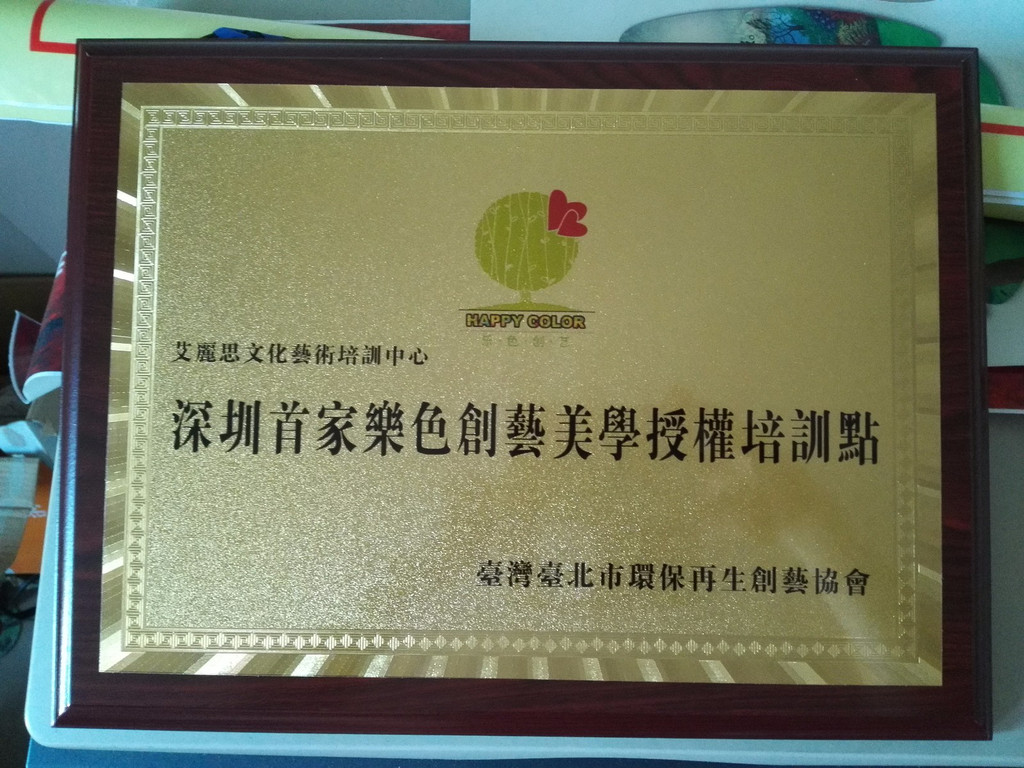 HAPPY COLOR
乐·色·创·艺
艾麗思文化藝術培訓中心
深圳首家樂色創藝美學授權培訓點
臺灣臺北市環保再生創藝協會